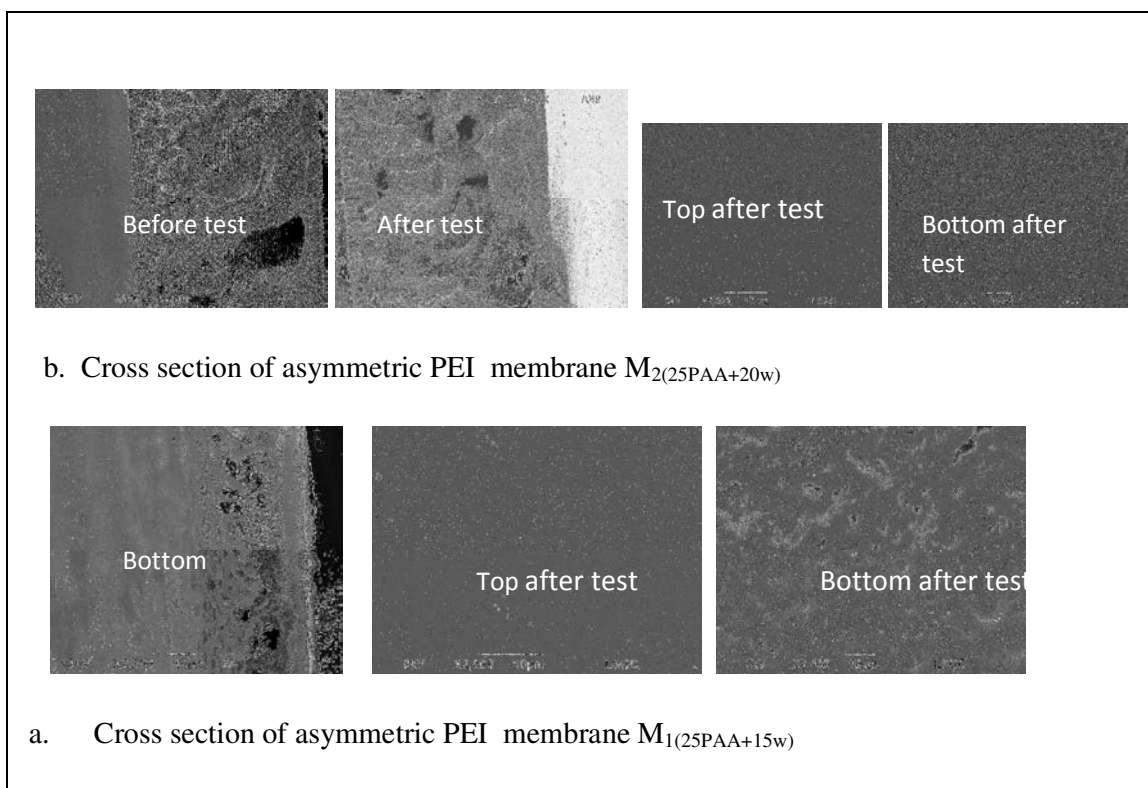 Before test
After test
Top after test
Bottom after
test
b. Cross section of asymmetric PEI membrane M2(25PAA+20w)
Bottom
Top after test
Bottom after test
a. Cross section of asymmetric PEI membrane M1(25PAA+15w)